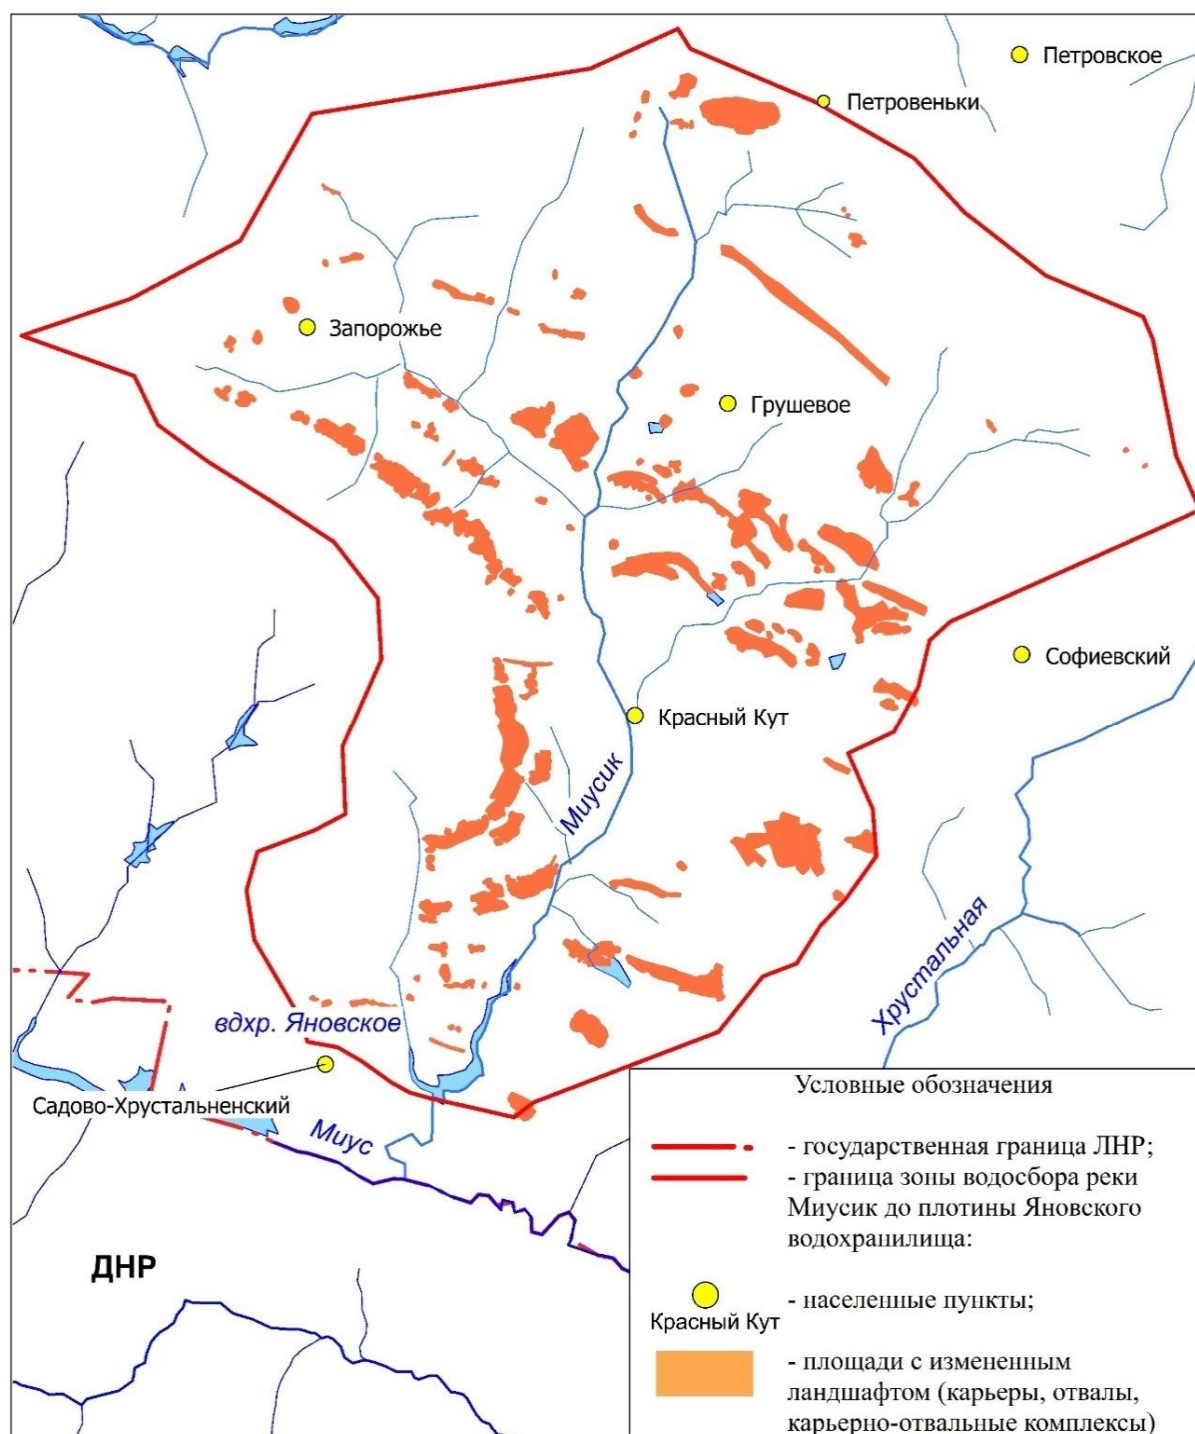 Петровское
Петровеньки
Запорожье
Грушевое
Софиевский
Красный Кут
Миусик
Хрустальная
вдхр. Яновское
Садово-Хрустальненский
Миус
ДНР
Условные обозначения
- государственная граница ЛНР;
- граница зоны водосбора реки
Миусик до плотины Яновского
водохранилища:
- населенные пункты;
Красный Кут
- площади с измененным
ландшафтом (карьеры, отвалы,
карьерно-отвальные комплексы)